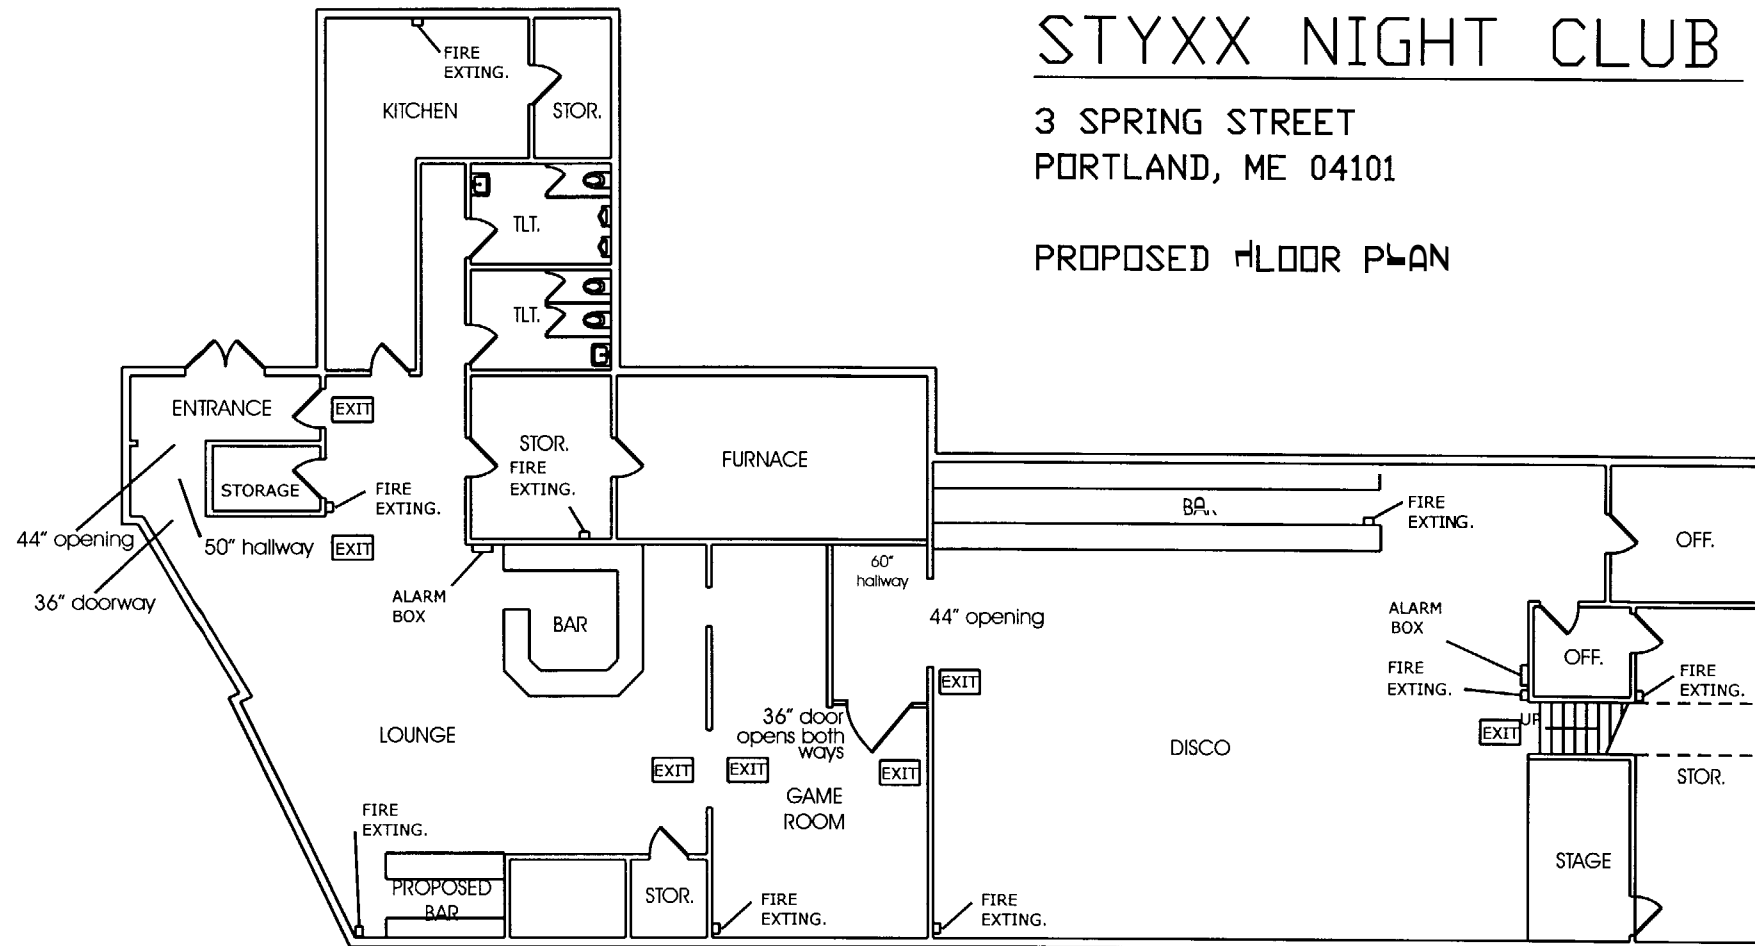 STYXX NIGHT CLUB
3 SPRING STREET
PORTLAND, ME 04101
PROPOSED FLOOR PLAN
FIRE
EXTING.
KITCHEN
STOR.
TLT.
TLT.
ENTRANCE
EXIT
STORAGE
FIRE
EXTING.
44" opening
50" hallway
EXIT
36" doorway
STOR.
FIRE
EXTING.
FURNACE
ALARM
BOX
BAR
60"
hallway
44" opening
BAR
FIRE
EXTING.
OFF.
ALARM
BOX
OFF.
FIRE
EXTING.
FIRE
EXTING.
EXIT
UP
EXIT
LOUNGE
36" door
opens both
ways
EXIT
EXIT
EXIT
DISCO
STOR.
GAME
ROOM
FIRE
EXTING.
PROPOSED
BAR
STOR.
FIRE
EXTING.
FIRE
EXTING.
STAGE